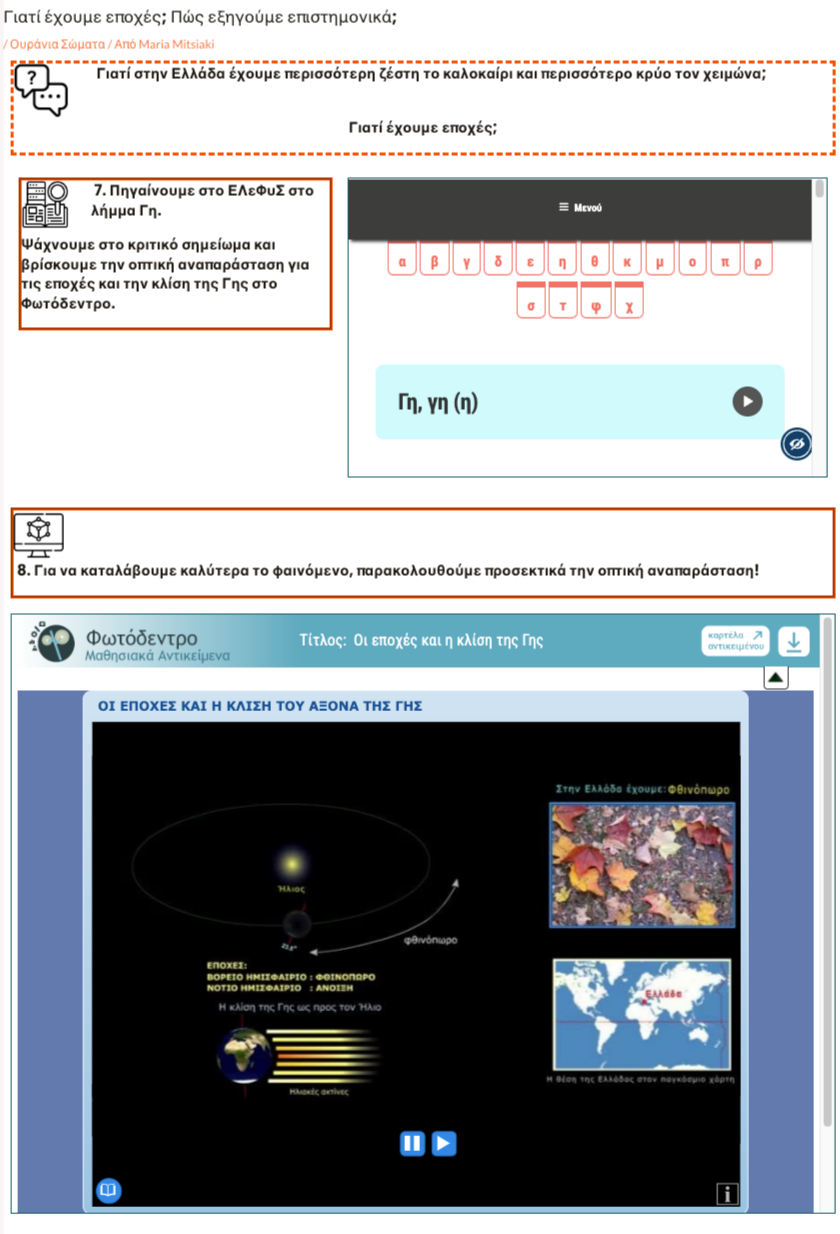 Γιατί έχουμε εποχές; Πώς εξηγούμε επιστημονικά;
/ Ουράνια Σώματα / Από Maria Mitsiaki
Γιατί στην Ελλάδα έχουμε περισσότερη ζέστη το καλοκαίρι και περισσότερο κρύο τον χειμώνα;
Γιατί έχουμε εποχές;
7. Πηγαίνουμε στο ΕΛεΦυΣ στο
λήμμα Γη.
Ψάχνουμε στο κριτικό σημείωμα και
βρίσκουμε την οπτική αναπαράσταση για
τις εποχές και την κλίση της Γης στο
Φωτόδεντρο.
☰ Μενού
α β γ δ ε η θ κ μ ο π ρ
σ τ φ χ
Γη, γη (η)
8. Για να καταλάβουμε καλύτερα το φαινόμενο, παρακολουθούμε προσεκτικά την οπτική αναπαράσταση!
Φωτόδεντρο
Μαθησιακά Αντικείμενα
Τίτλος: Οι εποχές και η κλίση της Γης
καρτέλα
αντικειμένου
ΟΙ ΕΠΟΧΕΣ ΚΑΙ Η ΚΛΙΣΗ ΤΟΥ ΑΞΟΝΑ ΤΗΣ ΓΗΣ
Στην Ελλάδα έχουμε: Φθινόπωρο
Ήλιος
23.5°
φθινόπωρο
ΕΠΟΧΕΣ:
ΒΟΡΕΙΟ ΗΜΙΣΦΑΙΡΙΟ : ΦΘΙΝΟΠΩΡΟ
ΝΟΤΙΟ ΗΜΙΣΦΑΙΡΙΟ : ΑΝΟΙΞΗ
Η κλίση της Γης ως προς τον Ήλιο
Ηλιακές ακτίνες
Ελλάδα
Η θέση της Ελλάδας στον παγκόσμιο χάρτη